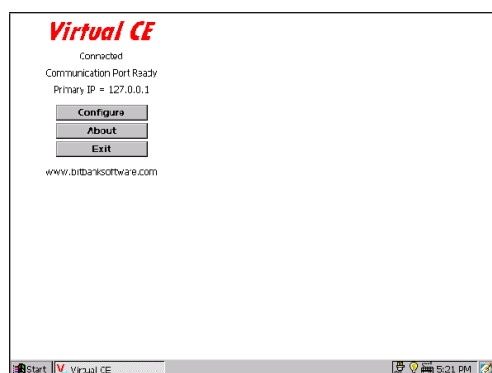 Virtual CE
Connected
Communication Port Ready
Primary IP = 127.0.0.1
Configure
About
Exit
www.bitbanksoftware.com
Start
Virtual CE
5:21 PM